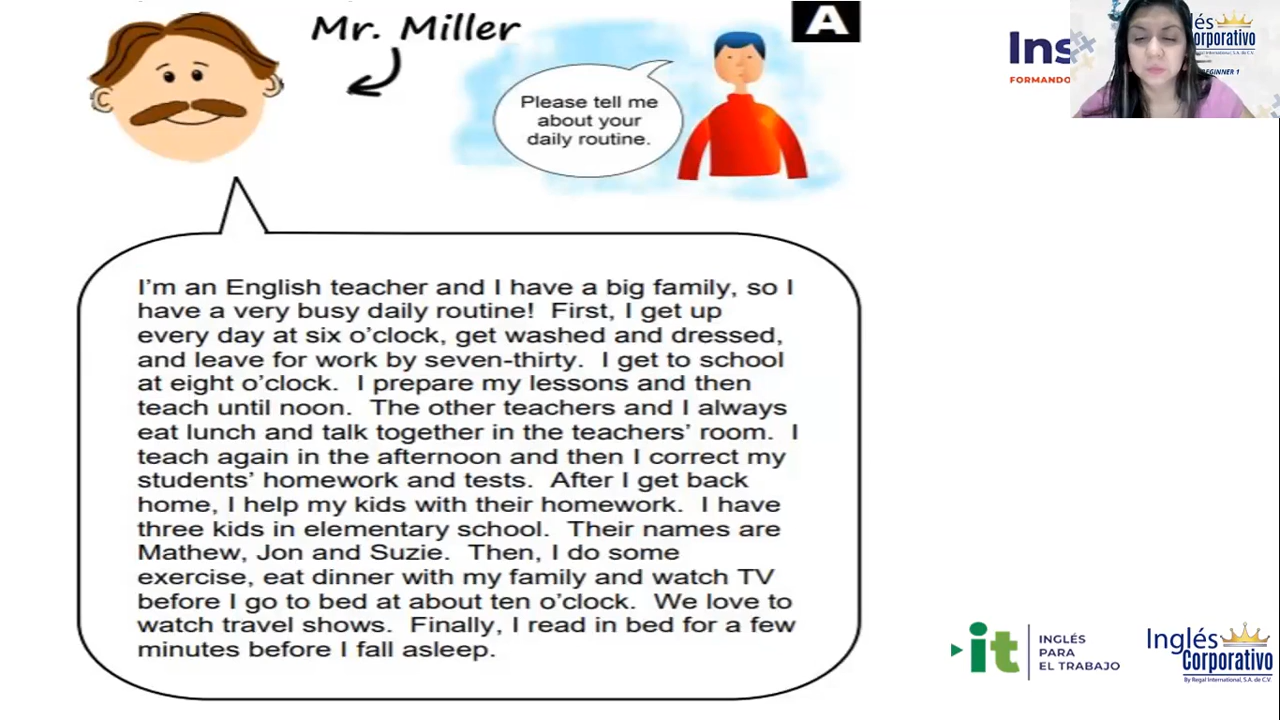 Mr. Miller
A
Please tell me
about your
daily routine.
Ins
FORMANDO
és
orporativo
By Regal International, S.A. de C.V.
EGINNER 1
I'm an English teacher and I have a big family, so I
have a very busy daily routine!  First, I get up
every day at six o'clock, get washed and dressed,
and leave for work by seven-thirty.  I get to school
at eight o'clock.  I prepare my lessons and then
teach until noon.  The other teachers and I always
eat lunch and talk together in the teachers' room.  I
teach again in the afternoon and then I correct my
students' homework and tests.  After I get back
home, I help my kids with their homework.  I have
three kids in elementary school.  Their names are
Mathew, Jon and Suzie.  Then, I do some
exercise, eat dinner with my family and watch TV
before I go to bed at about ten o'clock.  We love to
watch travel shows.  Finally, I read in bed for a few
minutes before I fall asleep.
it
INGLÉS
PARA
EL TRABAJO
Inglés
Corporativo
By Regal International, S.A. de C.V.